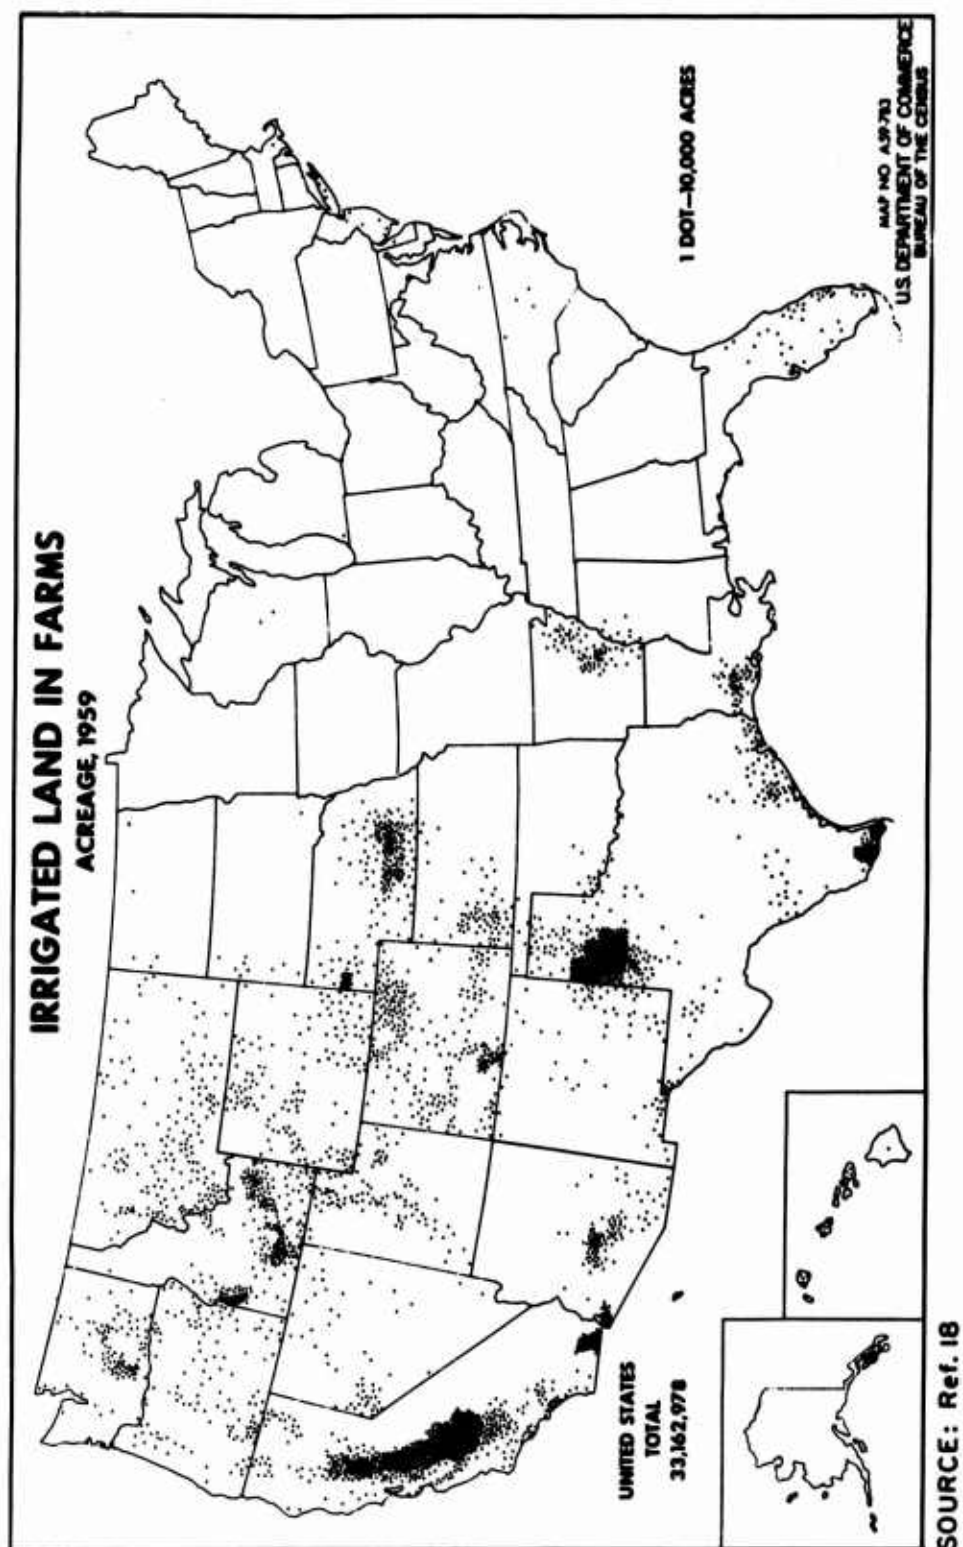 IRRIGATED LAND IN FARMS
ACREAGE, 1959
1 DOT—10,000 ACRES
UNITED STATES
TOTAL
33,162,978
MAP NO A59-783
U.S. DEPARTMENT OF COMMERCE
BUREAU OF THE CENSUS
SOURCE: Ref. 18